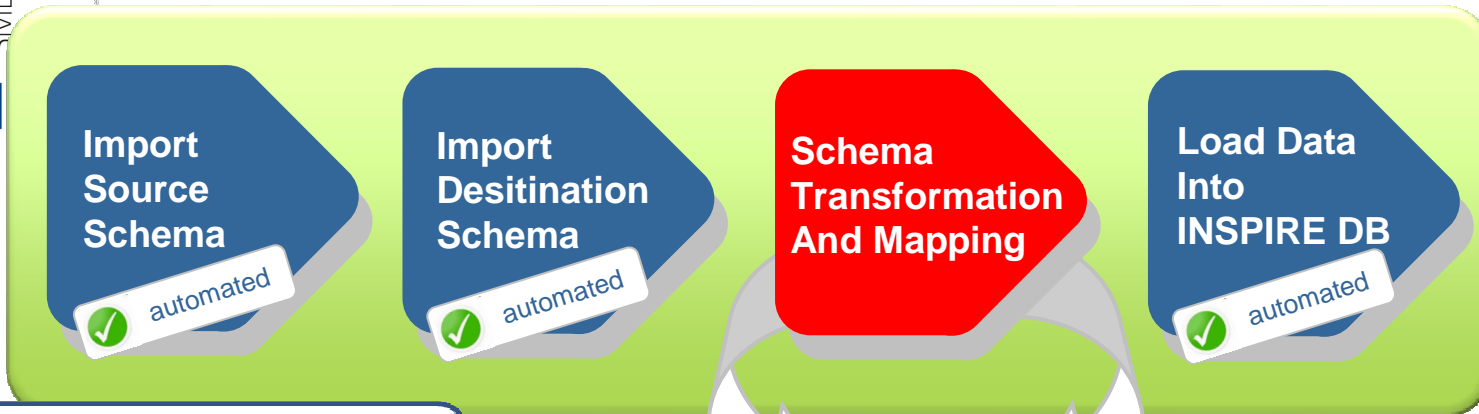 Import
Source
Schema
automated
Import
Desitination
Schema
automated
Schema
Transformation
And Mapping
Load Data
Into
INSPIRE DB
automated